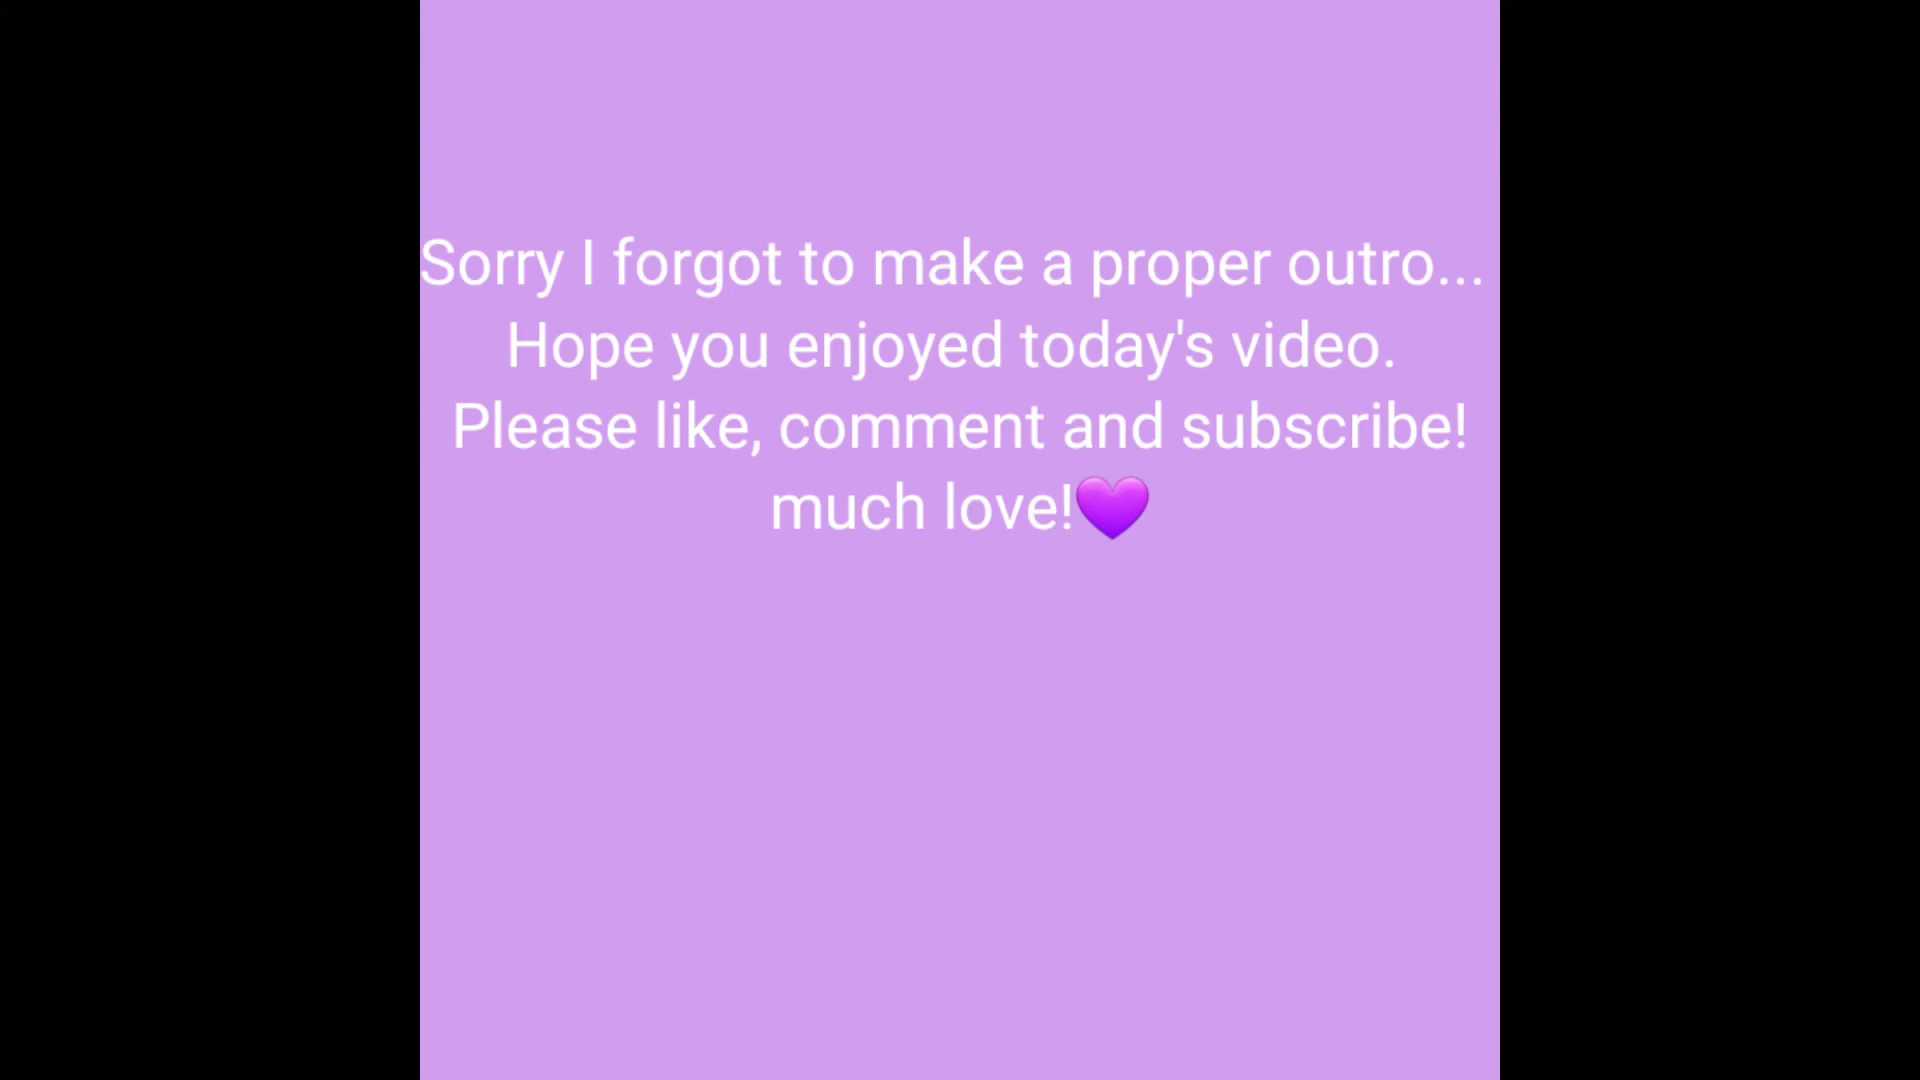 Sorry I forgot to make a proper outro...
Hope you enjoyed today's video.
Please like, comment and subscribe!
much love!💜